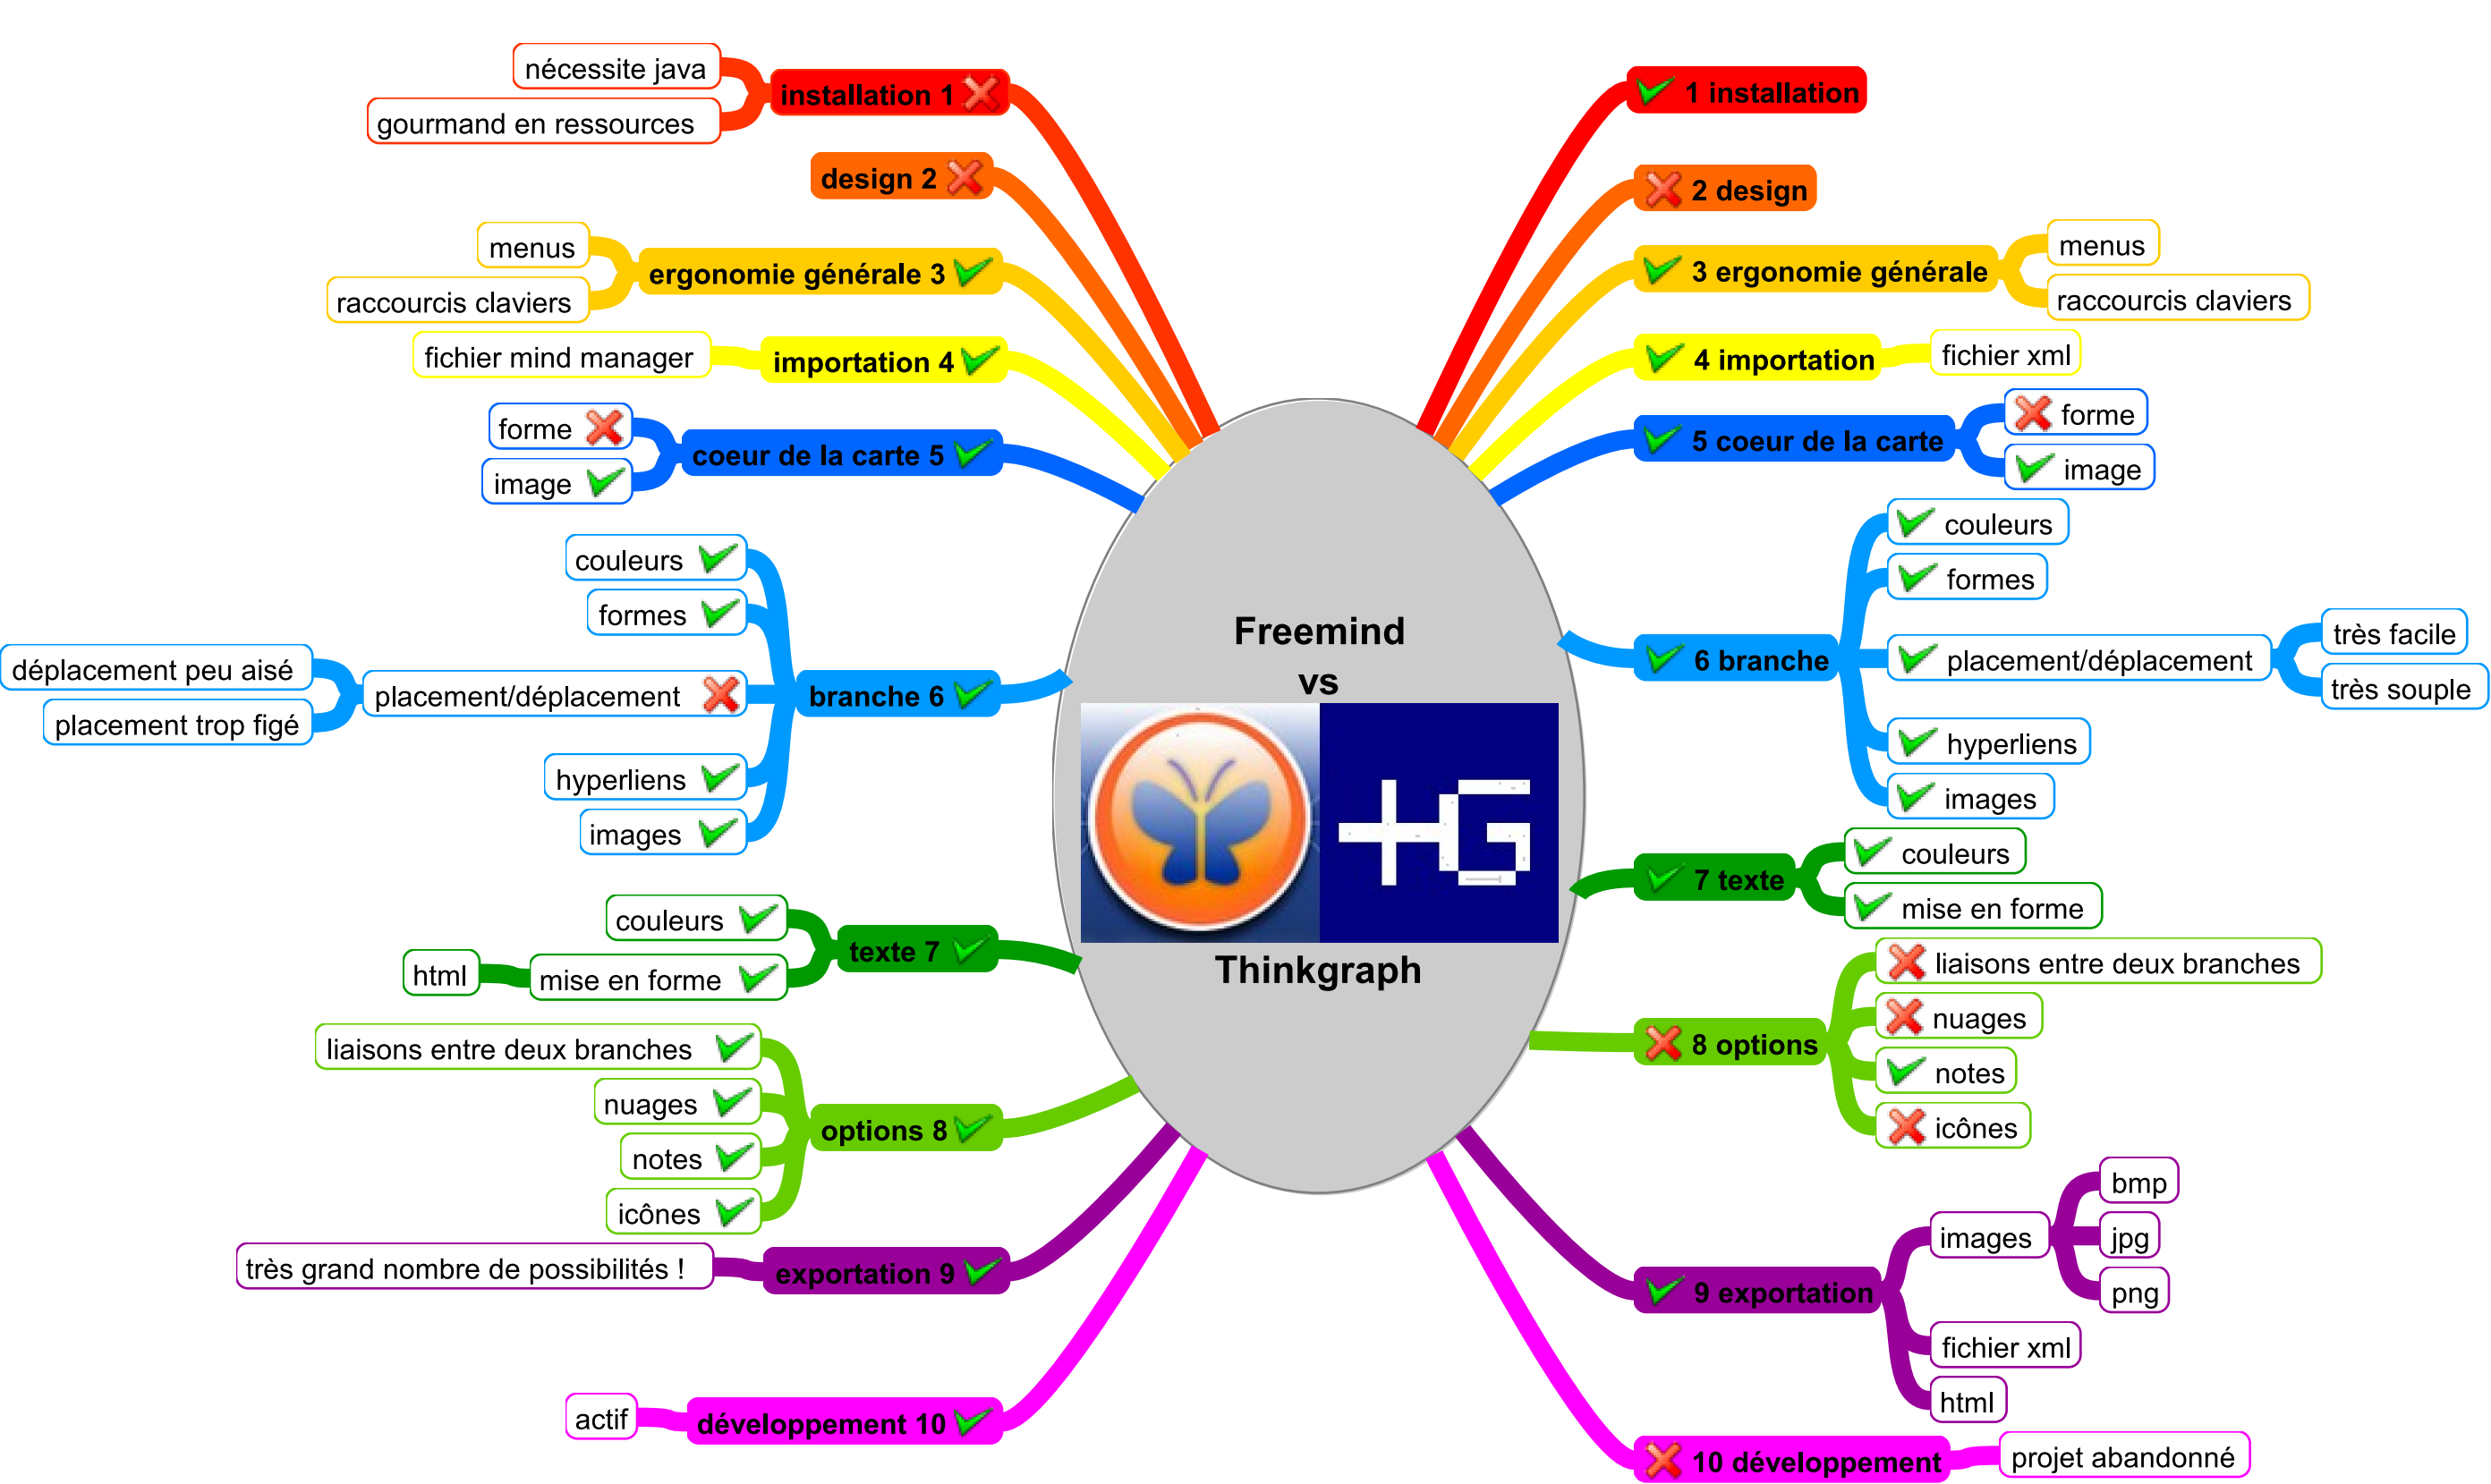 nécessite java
gourmand en ressources
installation 1
design 2
menus
raccourcis claviers
ergonomie générale 3
fichier mind manager
importation 4
forme
image
coeur de la carte 5
couleurs
formes
déplacement peu aisé
placement trop figé
placement/déplacement
hyperliens
images
branche 6
couleurs
html
mise en forme
texte 7
liaisons entre deux branches
nuages
notes
icônes
options 8
très grand nombre de possibilités !
exportation 9
actif
développement 10
Freemind
vs
+G
Thinkgraph
1 installation
2 design
3 ergonomie générale
menus
raccourcis claviers
4 importation
fichier xml
5 coeur de la carte
forme
image
6 branche
couleurs
formes
placement/déplacement
très facile
très souple
hyperliens
images
7 texte
couleurs
mise en forme
8 options
liaisons entre deux branches
nuages
notes
icônes
9 exportation
images
bmp
jpg
png
fichier xml
html
10 développement
projet abandonné